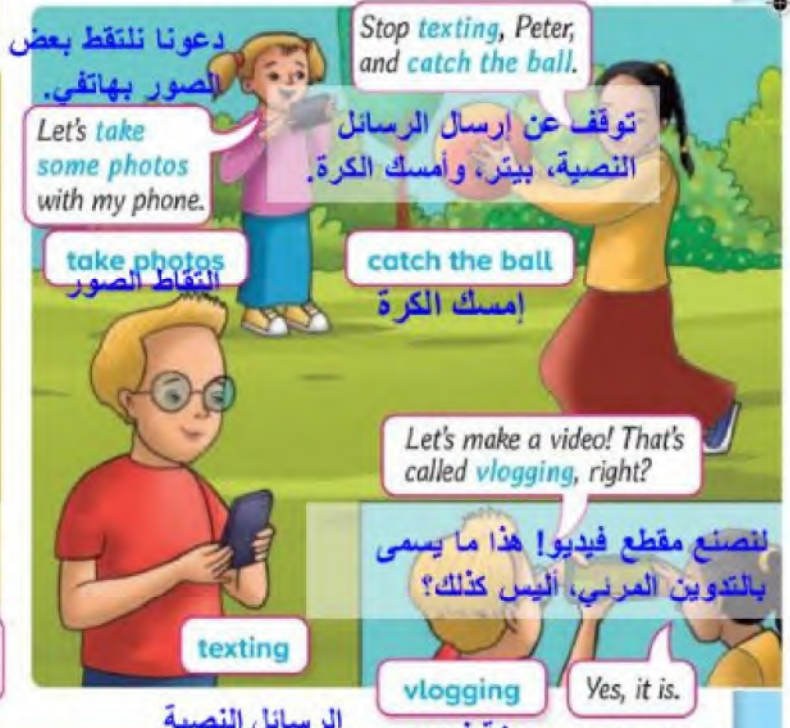 دعونا نلتقط بعض
الصور بهاتفي.
Stop texting, Peter,
and catch the ball.
توقف عن إرسال الرسائل
النصية، بيتر، وأمسك الكرة.
Let's take
some photos
with my phone.
take photos
التقاط الصور
catch the ball
إمسك الكرة
Let's make a video! That's
called vlogging, right?
لنصنع مقطع فيديو! هذا ما يسمى
بالتدوين المرئي، أليس كذلك؟
texting
vlogging
Yes, it is.
الرسائل النصية